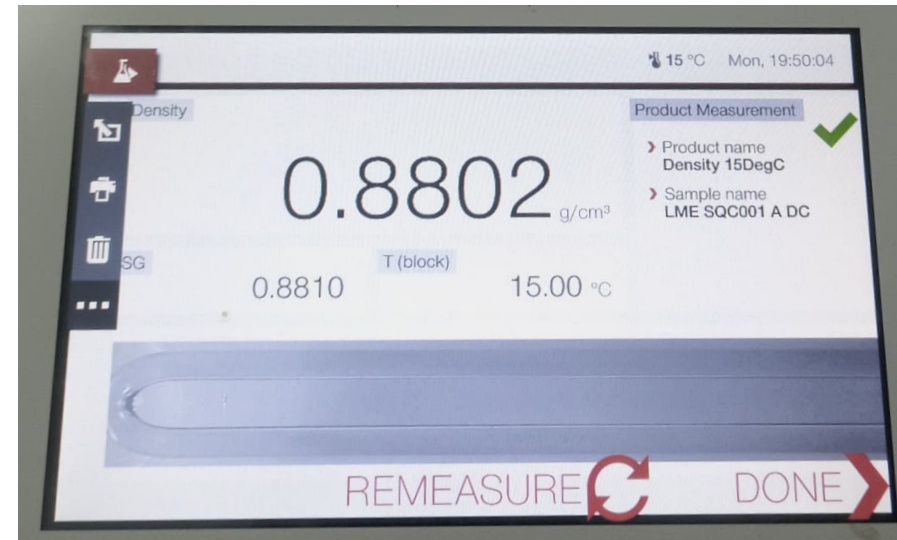 15 °C Mon, 19:50:04
Density
0.8802 g/cm³
SG
0.8810
T (block)
15.00 °C
Product Measurement
Product name
Density 15DegC
Sample name
LME SQC001 A DC
REMEASURE
DONE